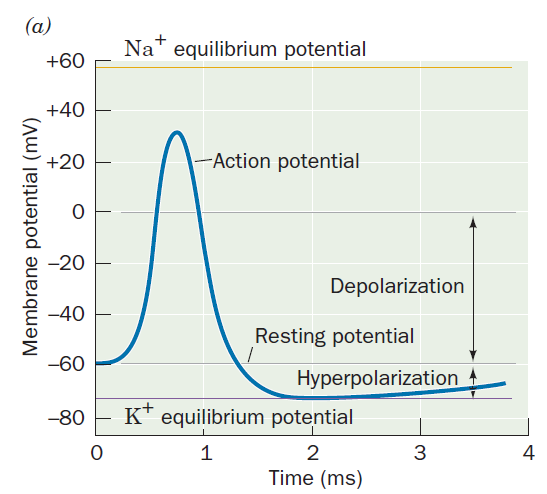 (a)
Na⁺ equilibrium potential
+60
+40
+20
0
–20
–40
–60
–80
Membrane potential (mV)
Action potential
Depolarization
Resting potential
Hyperpolarization
K⁺ equilibrium potential
0 1 2 3 4
Time (ms)